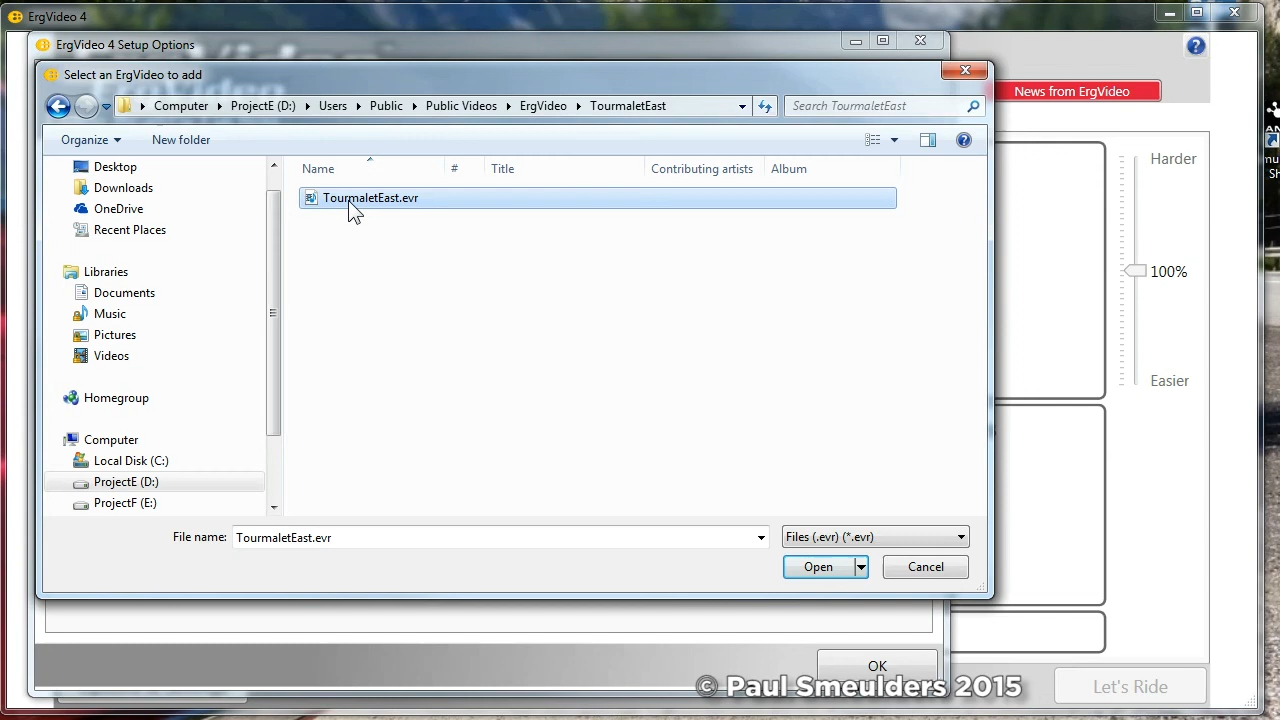 ErgVideo 4
ErgVideo 4 Setup Options
News from ErgVideo
Select an ErgVideo to add
Computer ProjectE (D:) Users Public Public Videos ErgVideo TourmaletEast
Search TourmaletEast
Organize New folder
Desktop
Downloads
OneDrive
Recent Places
Libraries
Documents
Music
Pictures
Videos
Homegroup
Computer
Local Disk (C:)
ProjectE (D:)
ProjectF (E:)
Name # Title Contributing artists Album
TourmaletEast.evr
File name: TourmaletEast.evr Files (.evr) (*.evr)
Open Cancel
Harder
100%
Easier
OK
Let's Ride
© Paul Smeulders 2015